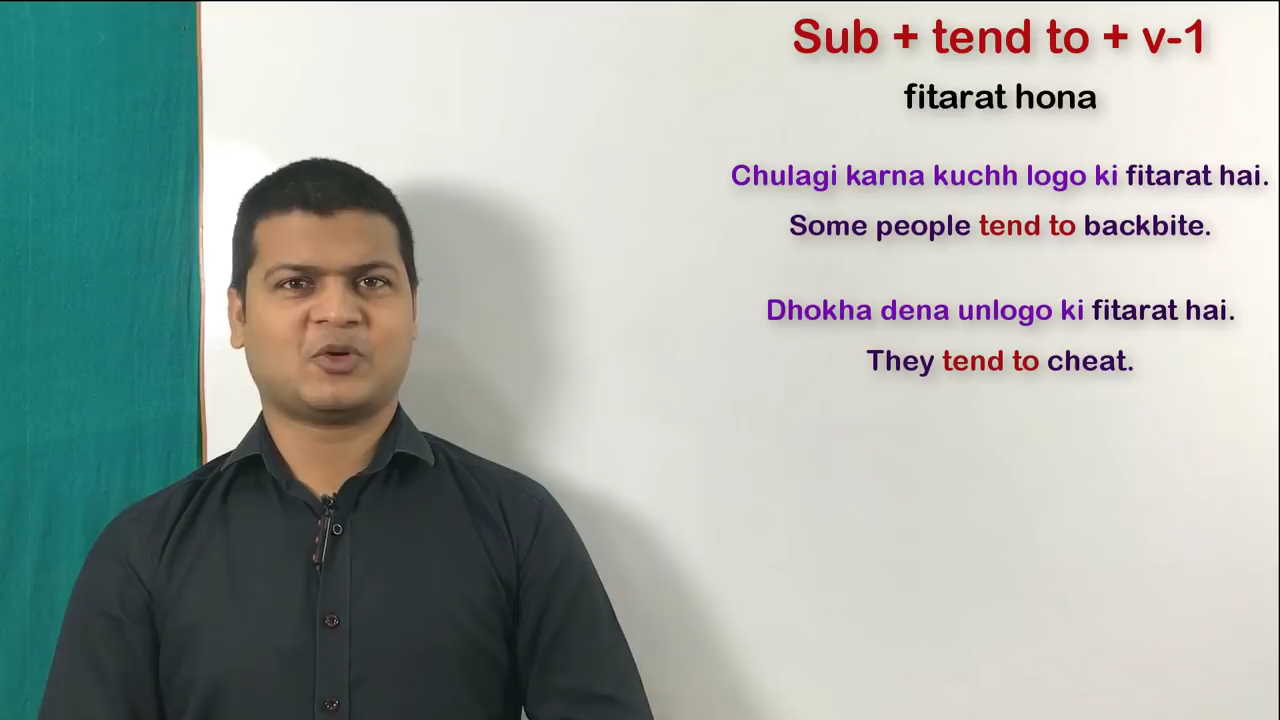 Sub + tend to + v-1
fitarat hona
Chulagi karna kuchh logo ki fitarat hai.
Some people tend to backbite.
Dhokha dena unlogo ki fitarat hai.
They tend to cheat.